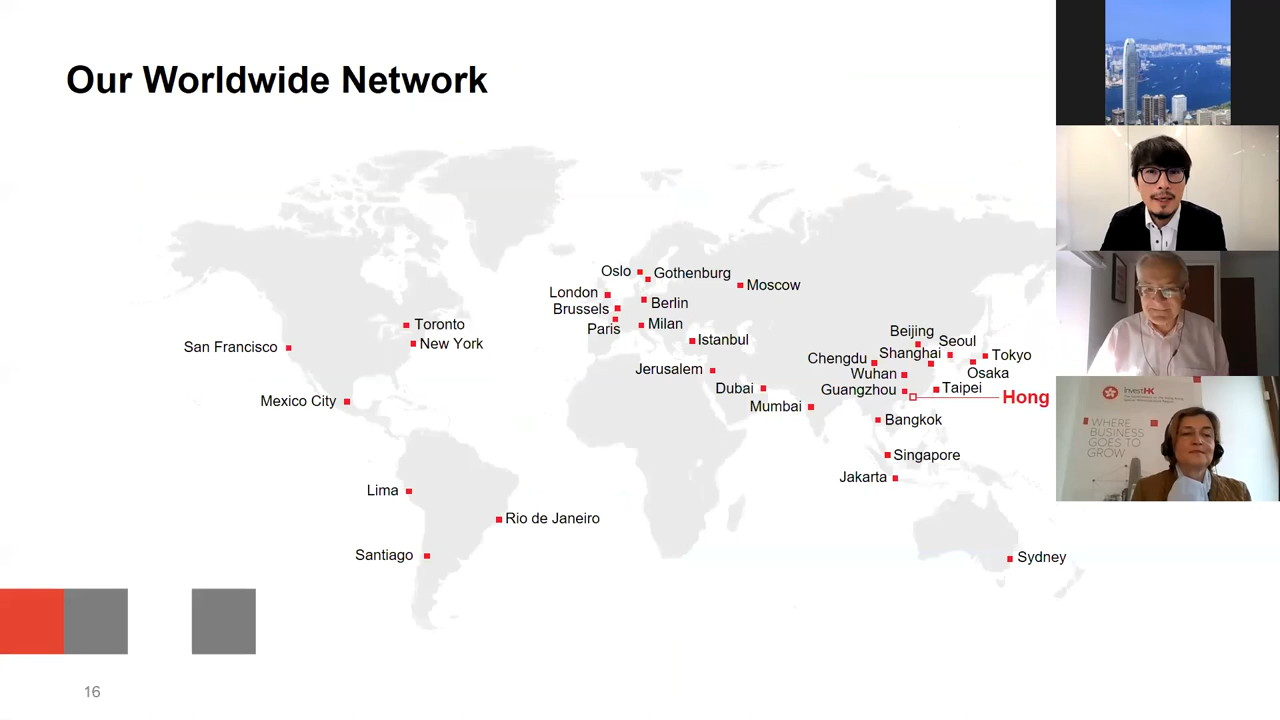 Our Worldwide Network
Oslo
Gothenburg
Moscow
London
Berlin
Brussels
Paris
Milan
Istanbul
Toronto
New York
San Francisco
Mexico City
Jerusalem
Dubai
Mumbai
Beijing
Seoul
Chengdu
Shanghai
Tokyo
Wuhan
Osaka
Guangzhou
Taipei
Hong
Bangkok
Singapore
Jakarta
Lima
Rio de Janeiro
Santiago
Sydney
16
InvestHK
WHERE
BUSINESS
GOES TO
GROW